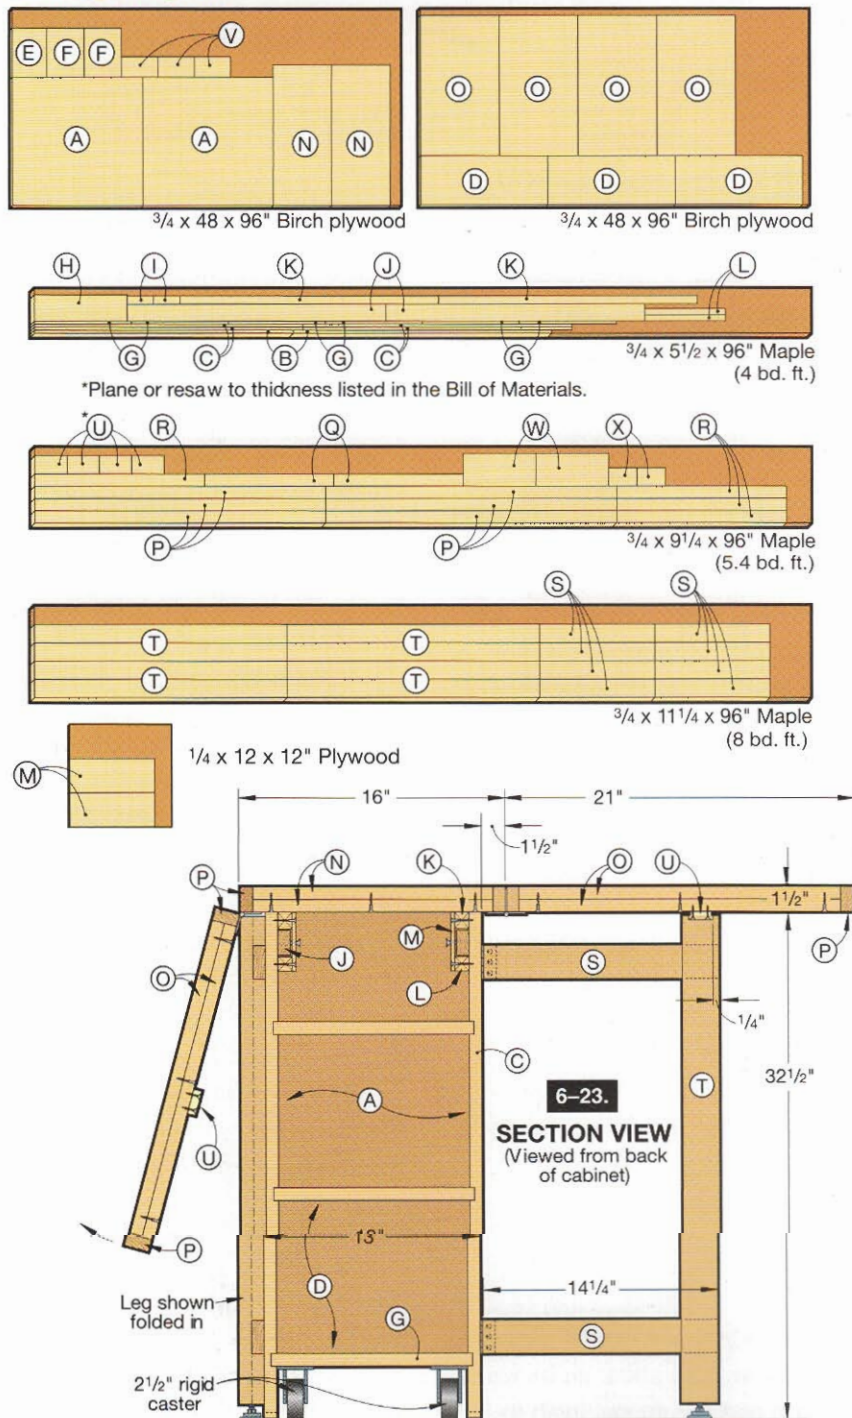 E F F V
A A N N
3/4 x 48 x 96" Birch plywood
O O O O
D D D
3/4 x 48 x 96" Birch plywood
H I K J K L
G C B G C G
3/4 x 5 1/2 x 96" Maple
(4 bd. ft.)
*Plane or resaw to thickness listed in the Bill of Materials.
*U R Q W X R
P P
3/4 x 9 1/4 x 96" Maple
(5.4 bd. ft.)
S S
T T
T T
3/4 x 11 1/4 x 96" Maple
(8 bd. ft.)
M
1/4 x 12 x 12" Plywood
16" 21"
1 1/2"
P N K O U
1 1/2"
O J M L S P
1/4"
C
32 1/2"
A
6–23.
SECTION VIEW
(Viewed from back
of cabinet)
T
U
P
13"
D
14 1/4"
Leg shown
folded in
G
S
2 1/2" rigid
caster